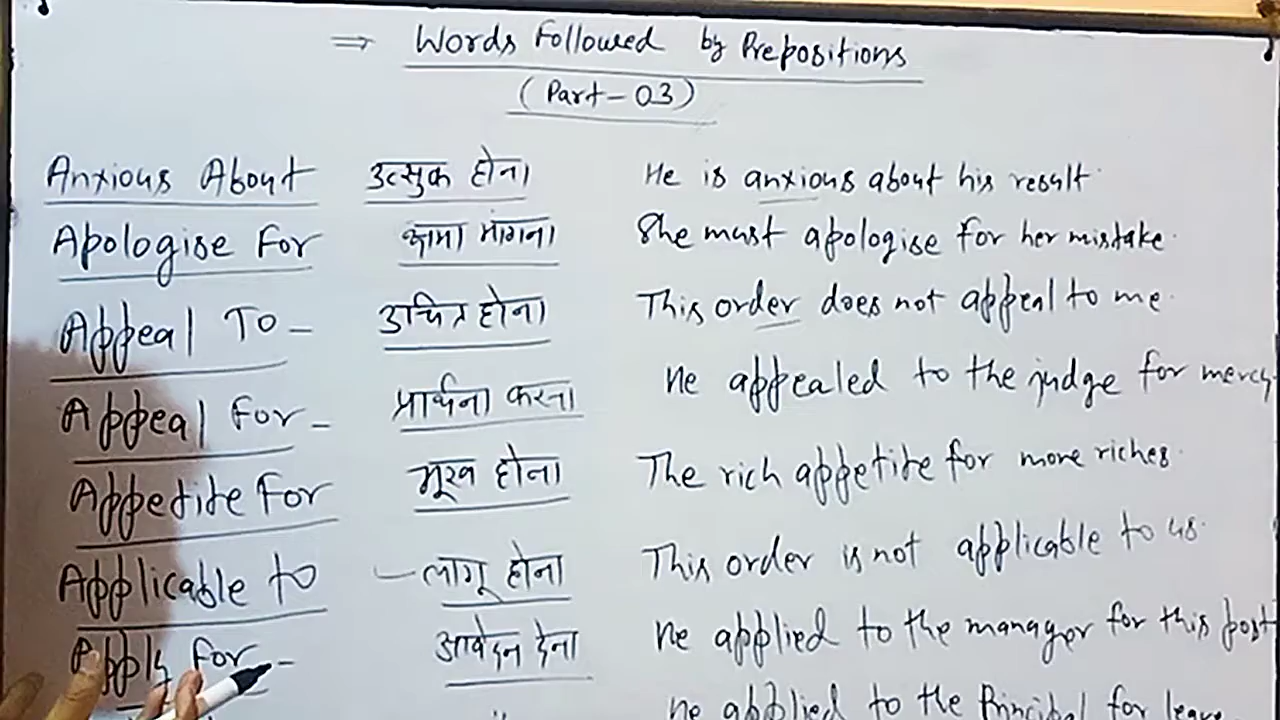 ⇒ Words Followed by Prepositions
(Part-03)
Anxious About उत्सुक होना He is anxious about his result.
Apologise For क्षमा मांगना She must apologise for her mistake.
Appeal To - उचित होना This order does not appeal to me.
Appeal For - प्रार्थना करना He appealed to the judge for mercy
Appetite For भूख होना The rich appetite for more riches.
Applicable to - लागू होना This order is not applicable to us.
Apply For - आवेदन देना He applied to the manager for this post
He applied to the Principal for leave